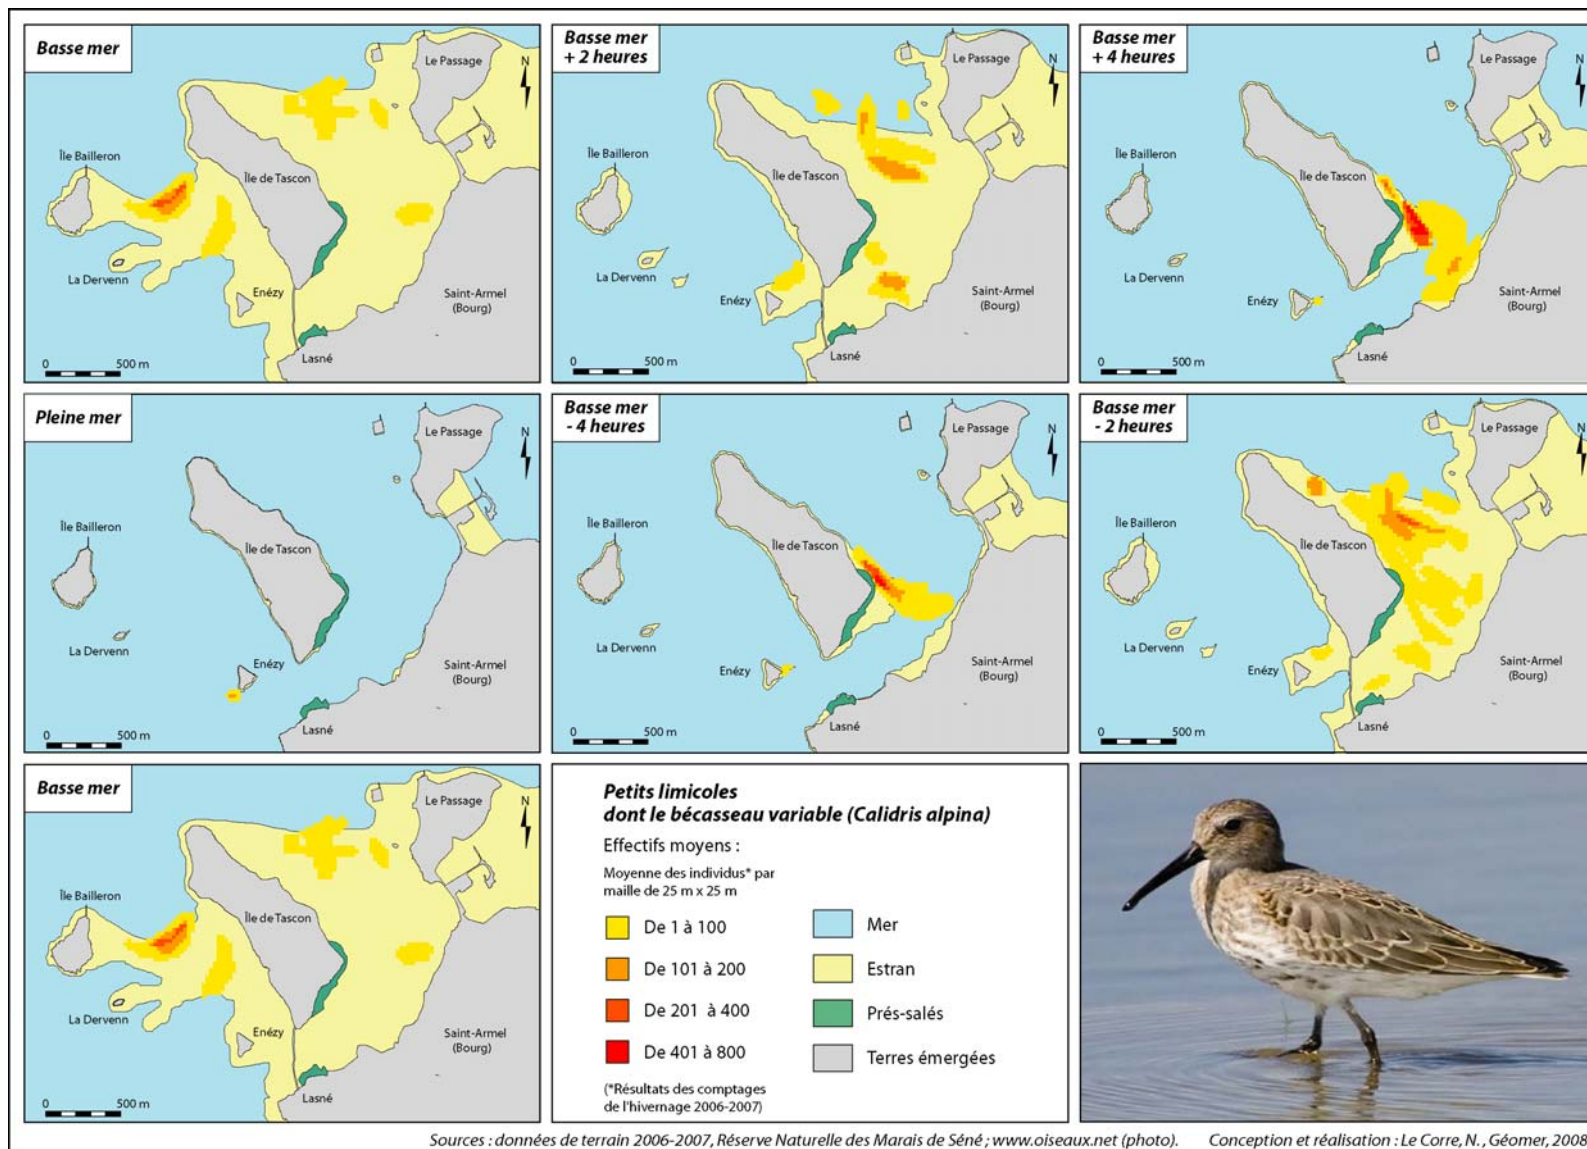 Basse mer
Le Passage
N
Île Bailleron
Île de Tascon
La Dervenn
Enézy
Saint-Armel
(Bourg)
Lasné
0 500 m
Basse mer
+ 2 heures
Le Passage
N
Île Bailleron
Île de Tascon
La Dervenn
Enézy
Saint-Armel
(Bourg)
Lasné
0 500 m
Basse mer
+ 4 heures
Le Passage
N
Île Bailleron
Île de Tascon
La Dervenn
Enézy
Saint-Armel
(Bourg)
Lasné
0 500 m
Pleine mer
Le Passage
N
Île Bailleron
Île de Tascon
La Dervenn
Enézy
Saint-Armel
(Bourg)
Lasné
0 500 m
Basse mer
- 4 heures
Le Passage
N
Île Bailleron
Île de Tascon
La Dervenn
Enézy
Saint-Armel
(Bourg)
Lasné
0 500 m
Basse mer
- 2 heures
Le Passage
N
Île Bailleron
Île de Tascon
La Dervenn
Enézy
Saint-Armel
(Bourg)
Lasné
0 500 m
Basse mer
Le Passage
N
Île Bailleron
Île de Tascon
La Dervenn
Enézy
Saint-Armel
(Bourg)
Lasné
0 500 m
Petits limicoles
dont le bécasseau variable (Calidris alpina)
Effectifs moyens :
Moyenne des individus* par
maille de 25 m x 25 m
De 1 à 100
De 101 à 200
De 201 à 400
De 401 à 800
(*Résultats des comptages
de l'hivernage 2006-2007)
Mer
Estran
Prés-salés
Terres émergées
Sources : données de terrain 2006-2007, Réserve Naturelle des Marais de Séné ; www.oiseaux.net (photo). Conception et réalisation : Le Corre, N., Géomer, 2008